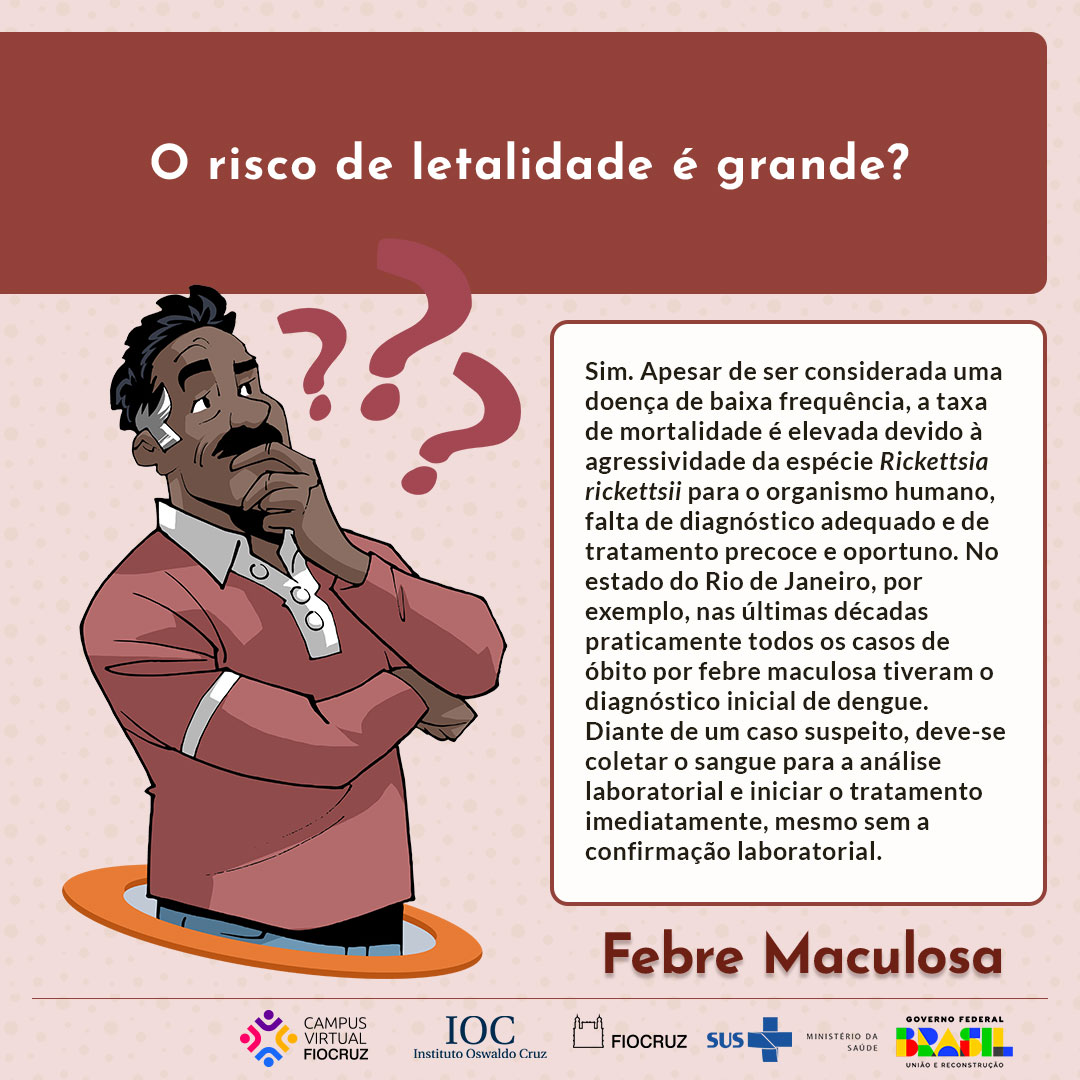 O risco de letalidade é grande?
???
Sim. Apesar de ser considerada uma
doença de baixa frequência, a taxa
de mortalidade é elevada devido à
agressividade da espécie Rickettsia
rickettsii para o organismo humano,
falta de diagnóstico adequado e de
tratamento precoce e oportuno. No
estado do Rio de Janeiro, por
exemplo, nas últimas décadas
praticamente todos os casos de
óbito por febre maculosa tiveram o
diagnóstico inicial de dengue.
Diante de um caso suspeito, deve-se
coletar o sangue para a análise
laboratorial e iniciar o tratamento
imediatamente, mesmo sem a
confirmação laboratorial.
Febre Maculosa
CAMPUS
VIRTUAL
FIOCRUZ
IOC
Instituto Oswaldo Cruz
FIOCRUZ
SUS
MINISTÉRIO DA
SAÚDE
GOVERNO FEDERAL
BRASIL
UNIÃO E RECONSTRUÇÃO